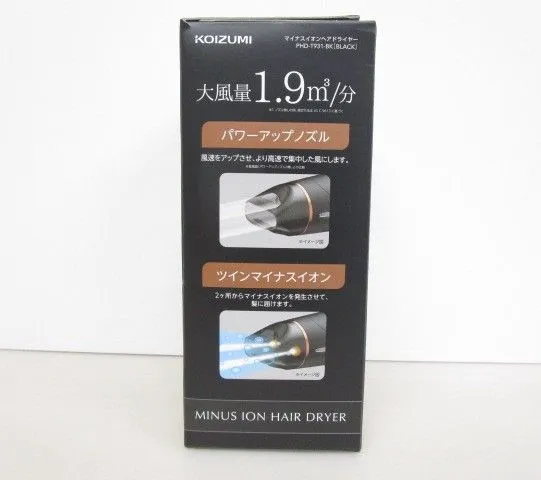 KOIZUMI
マイナスイオンヘアドライヤー
PHD-T931-BK[BLACK]
大風量1.9m³/分
パワーアップノズル
風速をアップさせ、より高速で集中した風にします。
※イメージ図
ツインマイナスイオン
2ヶ所からマイナスイオンを発生させて、
髪に届けます。
※イメージ図
MINUS ION HAIR DRYER